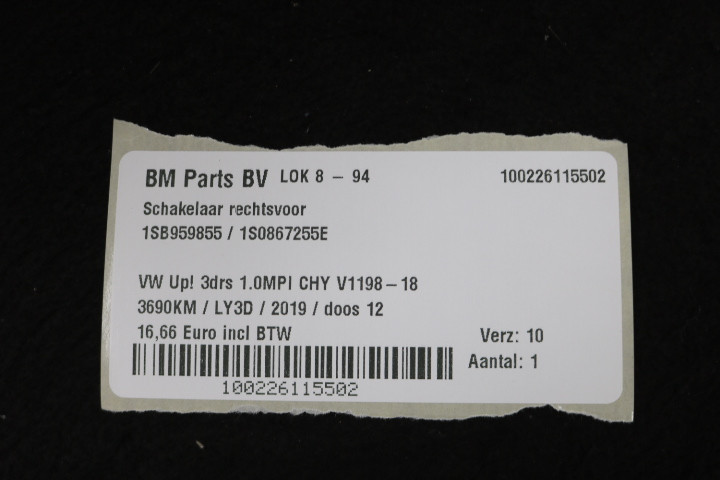 BM Parts BV LOK 8 - 94 100226115502
Schakelaar rechtsvoor
1SB959855 / 1S0867255E
VW Up! 3drs 1.0MPI CHY V1198-18
3690KM / LY3D / 2019 / doos 12
16,66 Euro incl BTW Verz: 10
Aantal: 1
100226115502